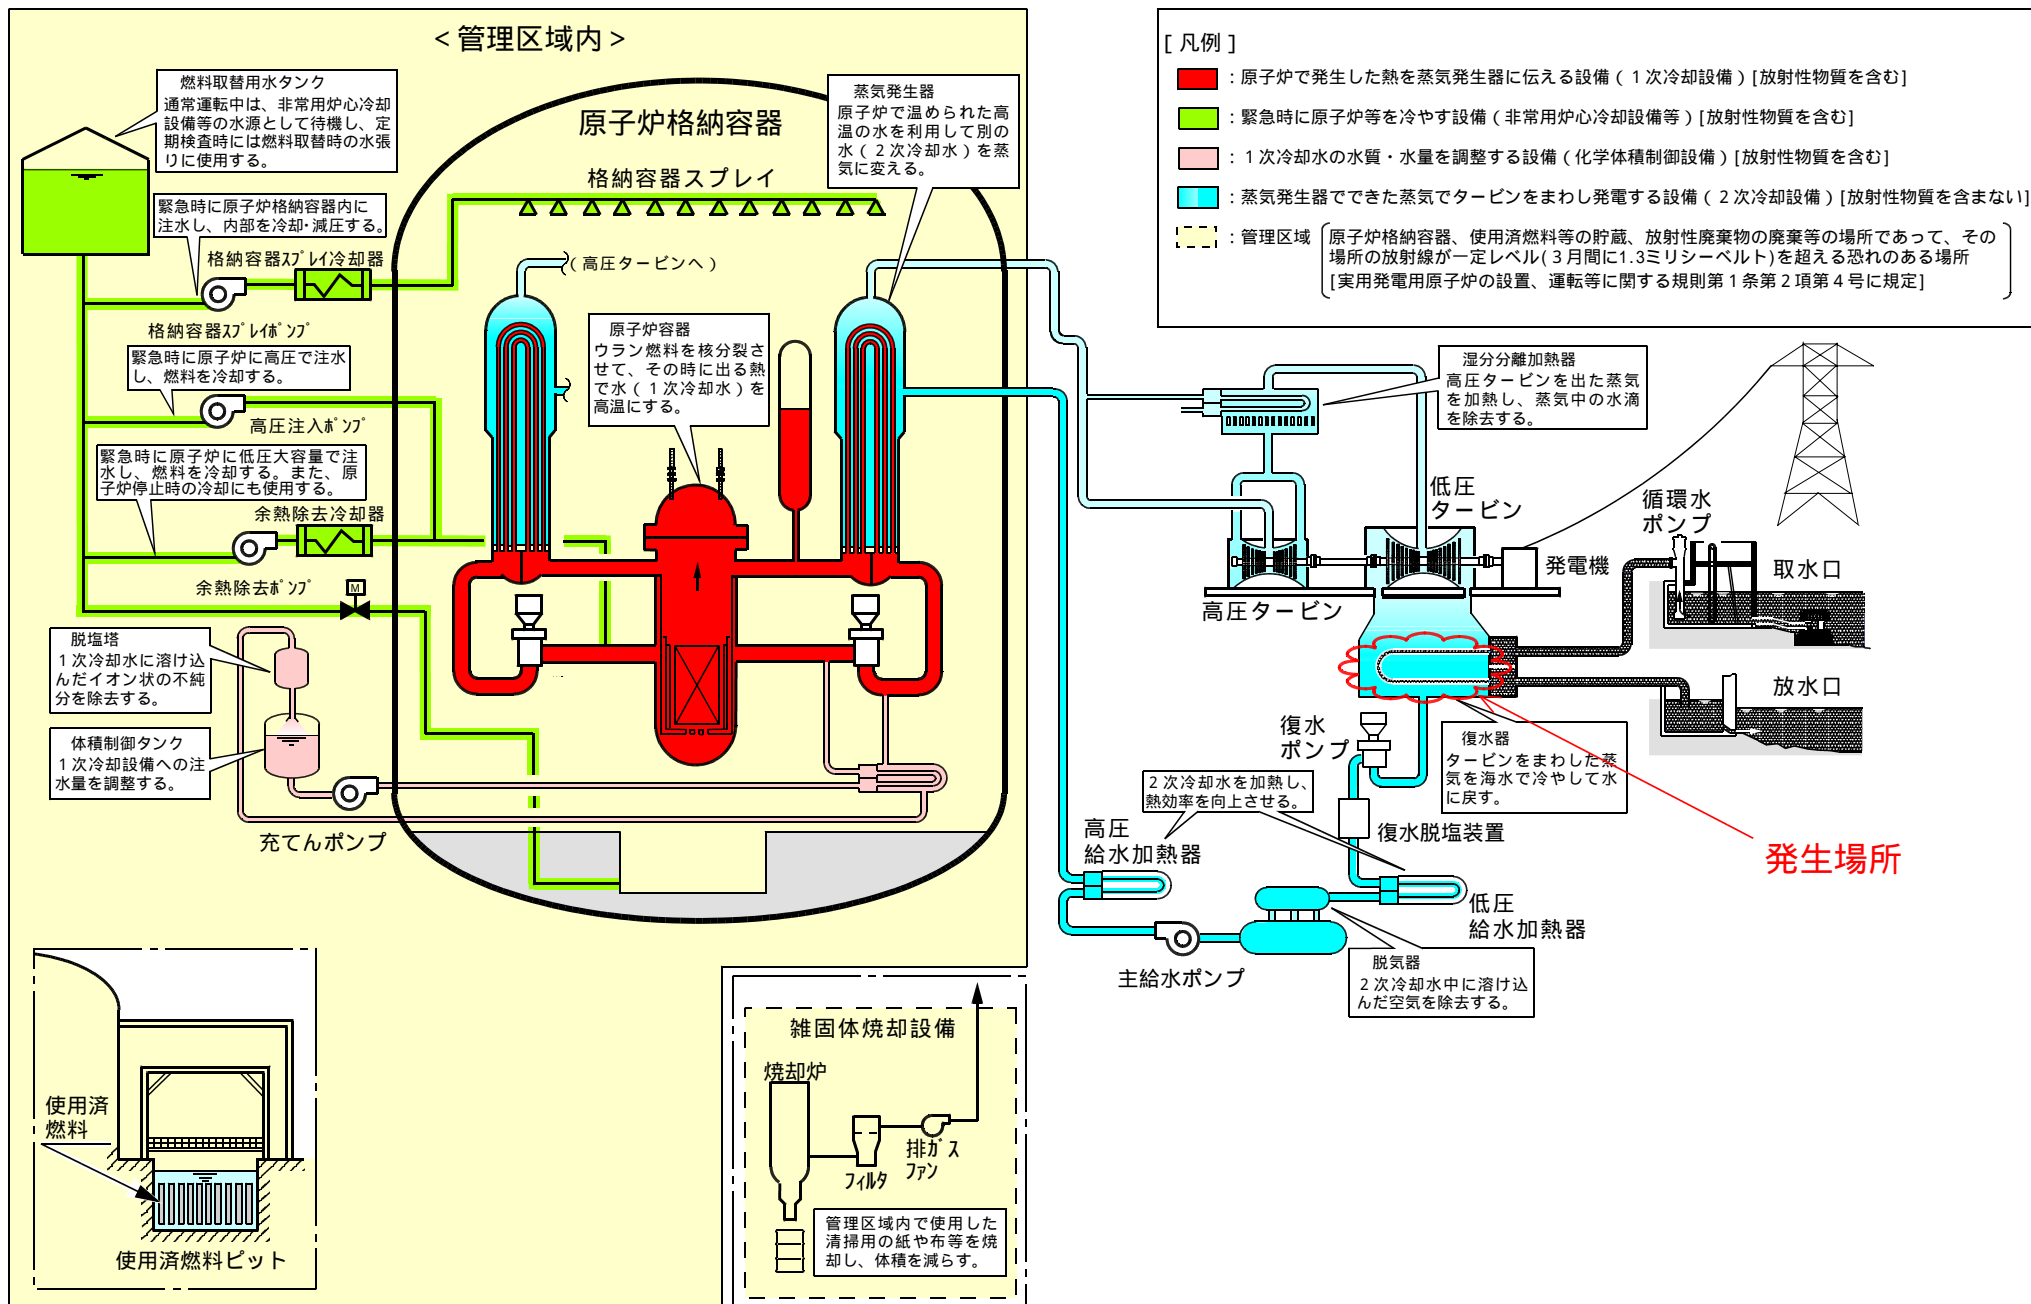 <管理区域内>
燃料取替用水タンク
通常運転中は、非常用炉心冷却
設備等の水源として待機し、定
期検査時には燃料取替時の水張
りに使用する。
緊急時に原子炉格納容器内に
注水し、内部を冷却・減圧する。
格納容器スプレイ冷却器
格納容器スプレイポンプ
緊急時に原子炉に高圧で注水
し、燃料を冷却する。
高圧注入ポンプ
緊急時に原子炉に低圧大容量で注
水し、燃料を冷却する。また、原
子炉停止時の冷却にも使用する。
余熱除去冷却器
余熱除去ポンプ
M
脱塩塔
1次冷却水に溶け込
んだイオン状の不純
分を除去する。
体積制御タンク
1次冷却設備への注
水量を調整する。
充てんポンプ
原子炉格納容器
格納容器スプレイ
(高圧タービンへ)
蒸気発生器
原子炉で温められた高
温の水を利用して別の
水(2次冷却水)を蒸
気に変える。
原子炉容器
ウラン燃料を核分裂さ
せて、その時に出る熱
で水(1次冷却水)を
高温にする。
[凡例]
:原子炉で発生した熱を蒸気発生器に伝える設備(1次冷却設備)[放射性物質を含む]
:緊急時に原子炉等を冷やす設備(非常用炉心冷却設備等)[放射性物質を含む]
:1次冷却水の水質・水量を調整する設備(化学体積制御設備)[放射性物質を含む]
:蒸気発生器でできた蒸気でタービンをまわし発電する設備(2次冷却設備)[放射性物質を含まない]
:管理区域
原子炉格納容器、使用済燃料等の貯蔵、放射性廃棄物の廃棄等の場所であって、その
場所の放射線が一定レベル(3月間に1.3ミリシーベルト)を超える恐れのある場所
[実用発電用原子炉の設置、運転等に関する規則第1条第2項第4号に規定]
湿分分離加熱器
高圧タービンを出た蒸気
を加熱し、蒸気中の水滴
を除去する。
低圧
タービン
高圧タービン
発電機
循環水
ポンプ
取水口
放水口
復水
ポンプ
復水器
タービンをまわした蒸
気を海水で冷やして水
に戻す。
発生場所
2次冷却水を加熱し、
熱効率を向上させる。
復水脱塩装置
高圧
給水加熱器
低圧
給水加熱器
主給水ポンプ
脱気器
2次冷却水中に溶け込
んだ空気を除去する。
使用済
燃料
使用済燃料ピット
雑固体焼却設備
焼却炉
フィルタ
排ガス
ファン
管理区域内で使用した
清掃用の紙や布等を焼
却し、体積を減らす。